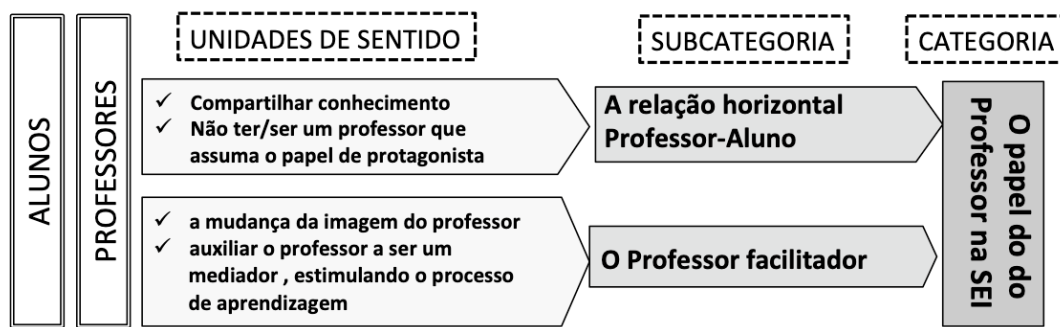 ALUNOS
PROFESSORES
UNIDADES DE SENTIDO
SUBCATEGORIA
CATEGORIA
✓ Compartilhar conhecimento
✓ Não ter/ser um professor que
assuma o papel de protagonista
A relação horizontal
Professor-Aluno
✓ a mudança da imagem do professor
✓ auxiliar o professor a ser um
mediador , estimulando o processo
de aprendizagem
O Professor facilitador
O papel do do
Professor na SEI